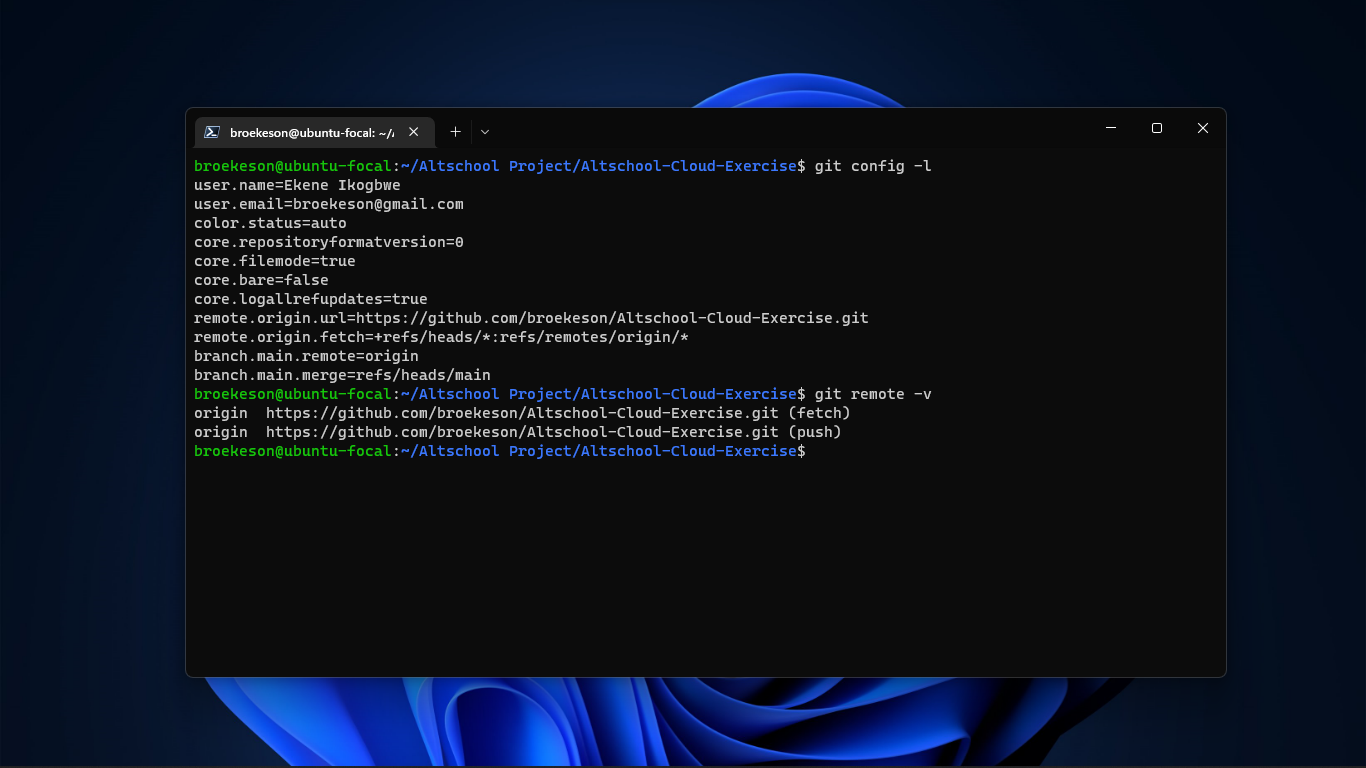 broekeson@ubuntu-focal: ~/
broekeson@ubuntu-focal:~/Altschool Project/Altschool-Cloud-Exercise$ git config -l
user.name=Ekene Ikogbwe
user.email=broekeson@gmail.com
color.status=auto
core.repositoryformatversion=0
core.filemode=true
core.bare=false
core.logallrefupdates=true
remote.origin.url=https://github.com/broekeson/Altschool-Cloud-Exercise.git
remote.origin.fetch=+refs/heads/*:refs/remotes/origin/*
branch.main.remote=origin
branch.main.merge=refs/heads/main
broekeson@ubuntu-focal:~/Altschool Project/Altschool-Cloud-Exercise$ git remote -v
origin  https://github.com/broekeson/Altschool-Cloud-Exercise.git (fetch)
origin  https://github.com/broekeson/Altschool-Cloud-Exercise.git (push)
broekeson@ubuntu-focal:~/Altschool Project/Altschool-Cloud-Exercise$